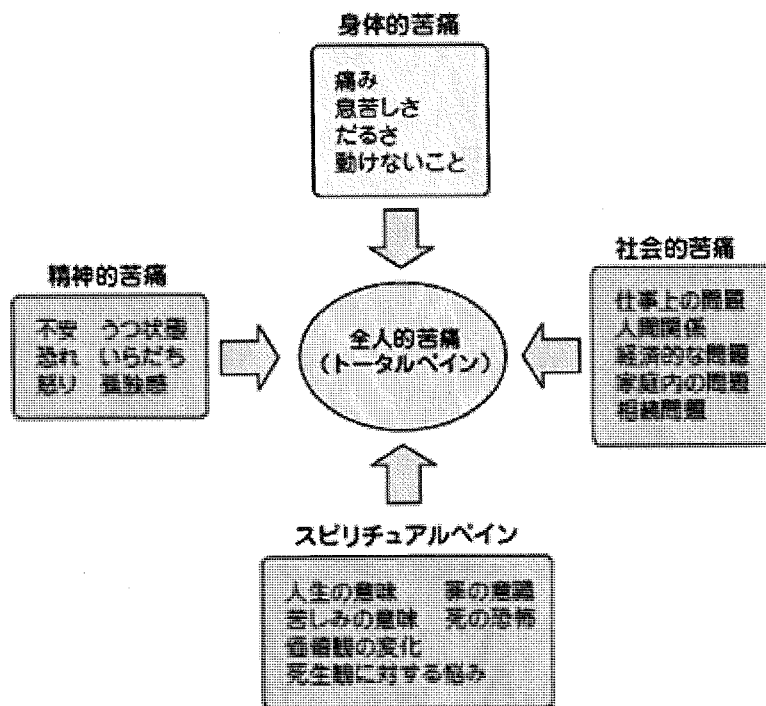 身体的苦痛
痛み
息苦しさ
だるさ
動けないこと
精神的苦痛
不安 うつ状態
恐れ いらだち
怒り 孤独感
社会的苦痛
仕事上の問題
人間関係
経済的な問題
家庭内の問題
相続問題
全人的苦痛
(トータルペイン)
スピリチュアルペイン
人生の意味 罪の意識
苦しみの意味 死の恐怖
価値観の変化
死生観に対する悩み